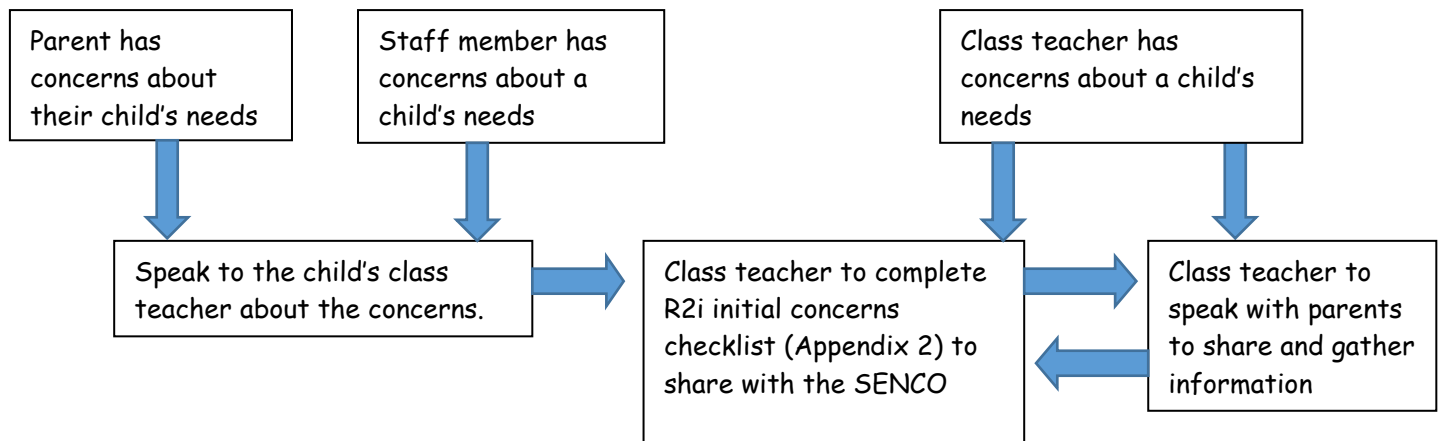 Parent has
concerns about
their child's needs
Staff member has
concerns about a
child's needs
Class teacher has
concerns about a child's
needs
Speak to the child's class
teacher about the concerns.
Class teacher to complete
R2i initial concerns
checklist (Appendix 2) to
share with the SENCO
Class teacher to
speak with parents
to share and gather
information